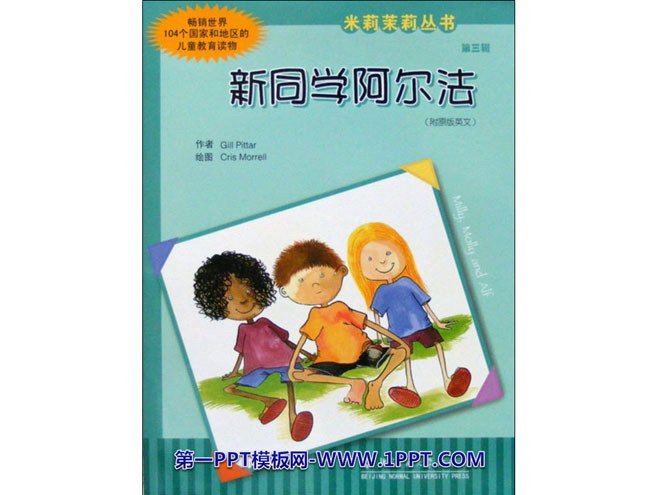 畅销世界
104个国家和地区的
儿童教育读物
米莉茉莉丛书
第三辑
新同学阿尔法
（附原版英文）
作者 Gill Pittar
绘图 Cris Morrell
Milly, Molly and Alf
第一PPT模板网-WWW.1PPT.COM
BEIJING NORMAL UNIVERSITY PRESS